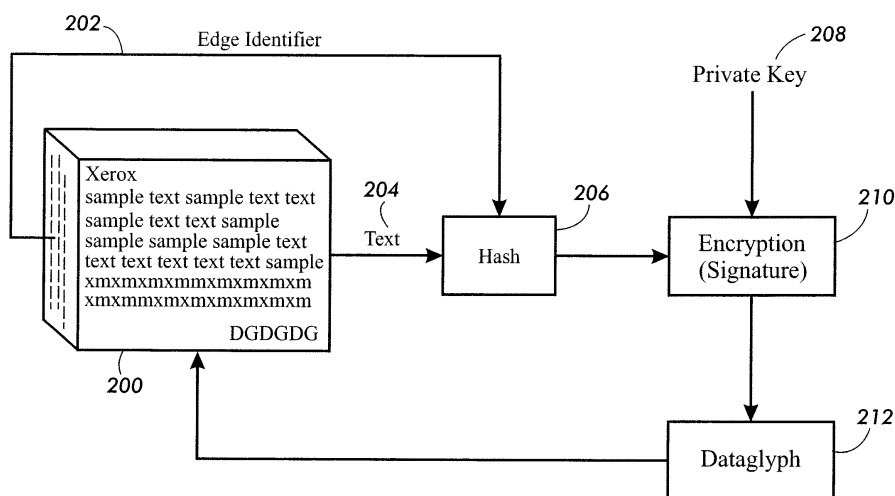 202
Edge Identifier
208
Private Key
Xerox
sample text sample text text
sample text text sample
sample sample sample text
text text text text text sample
xmxmxmxmmxmxmxmxm
xmxmmxmxmxmxmxmxm
DGDGDG
200
204
Text
206
Hash
210
Encryption
(Signature)
212
Dataglyph